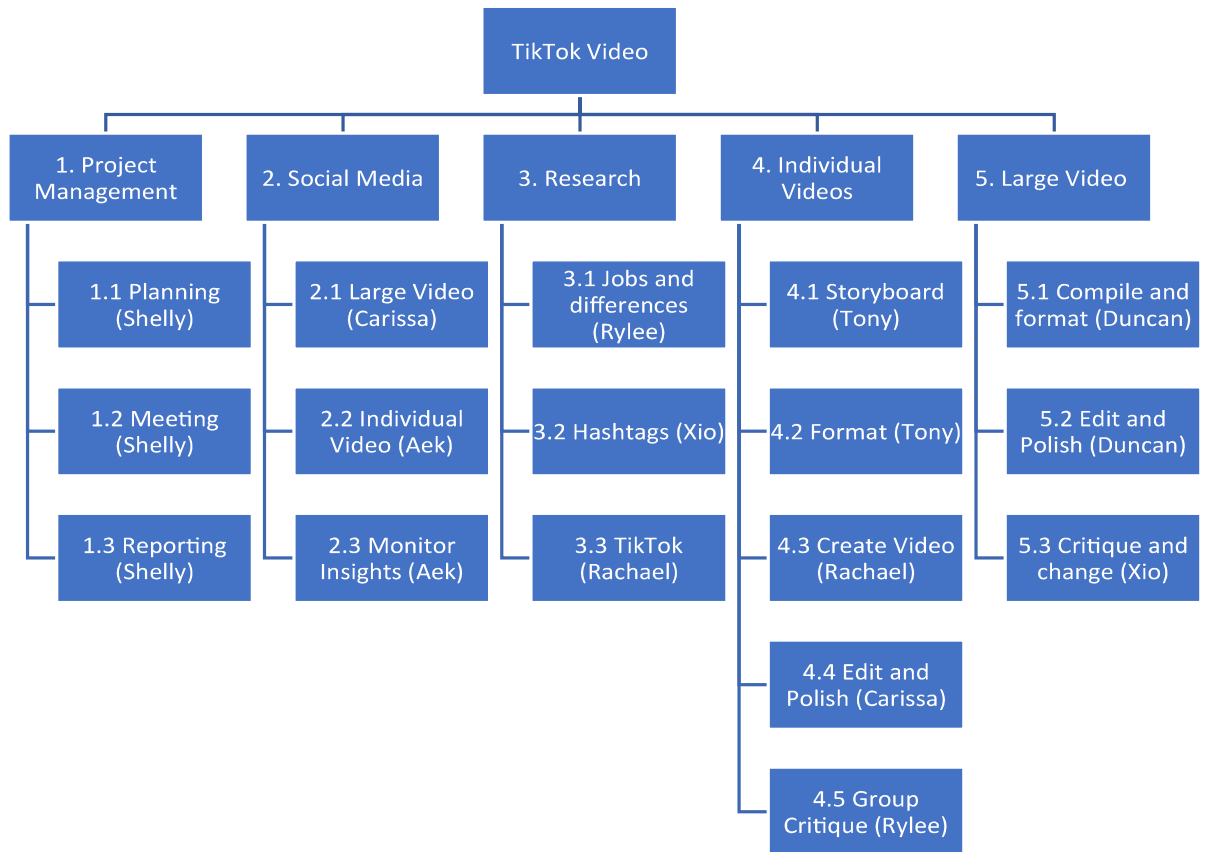 TikTok Video
1. Project
Management
2. Social Media
3. Research
4. Individual
Videos
5. Large Video
1.1 Planning
(Shelly)
1.2 Meeting
(Shelly)
1.3 Reporting
(Shelly)
2.1 Large Video
(Carissa)
2.2 Individual
Video (Aek)
2.3 Monitor
Insights (Aek)
3.1 Jobs and
differences
(Rylee)
3.2 Hashtags (Xio)
3.3 TikTok
(Rachael)
4.1 Storyboard
(Tony)
4.2 Format (Tony)
4.3 Create Video
(Rachael)
4.4 Edit and
Polish (Carissa)
4.5 Group
Critique (Rylee)
5.1 Compile and
format (Duncan)
5.2 Edit and
Polish (Duncan)
5.3 Critique and
change (Xio)